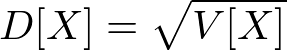 D[X] = √V[X]